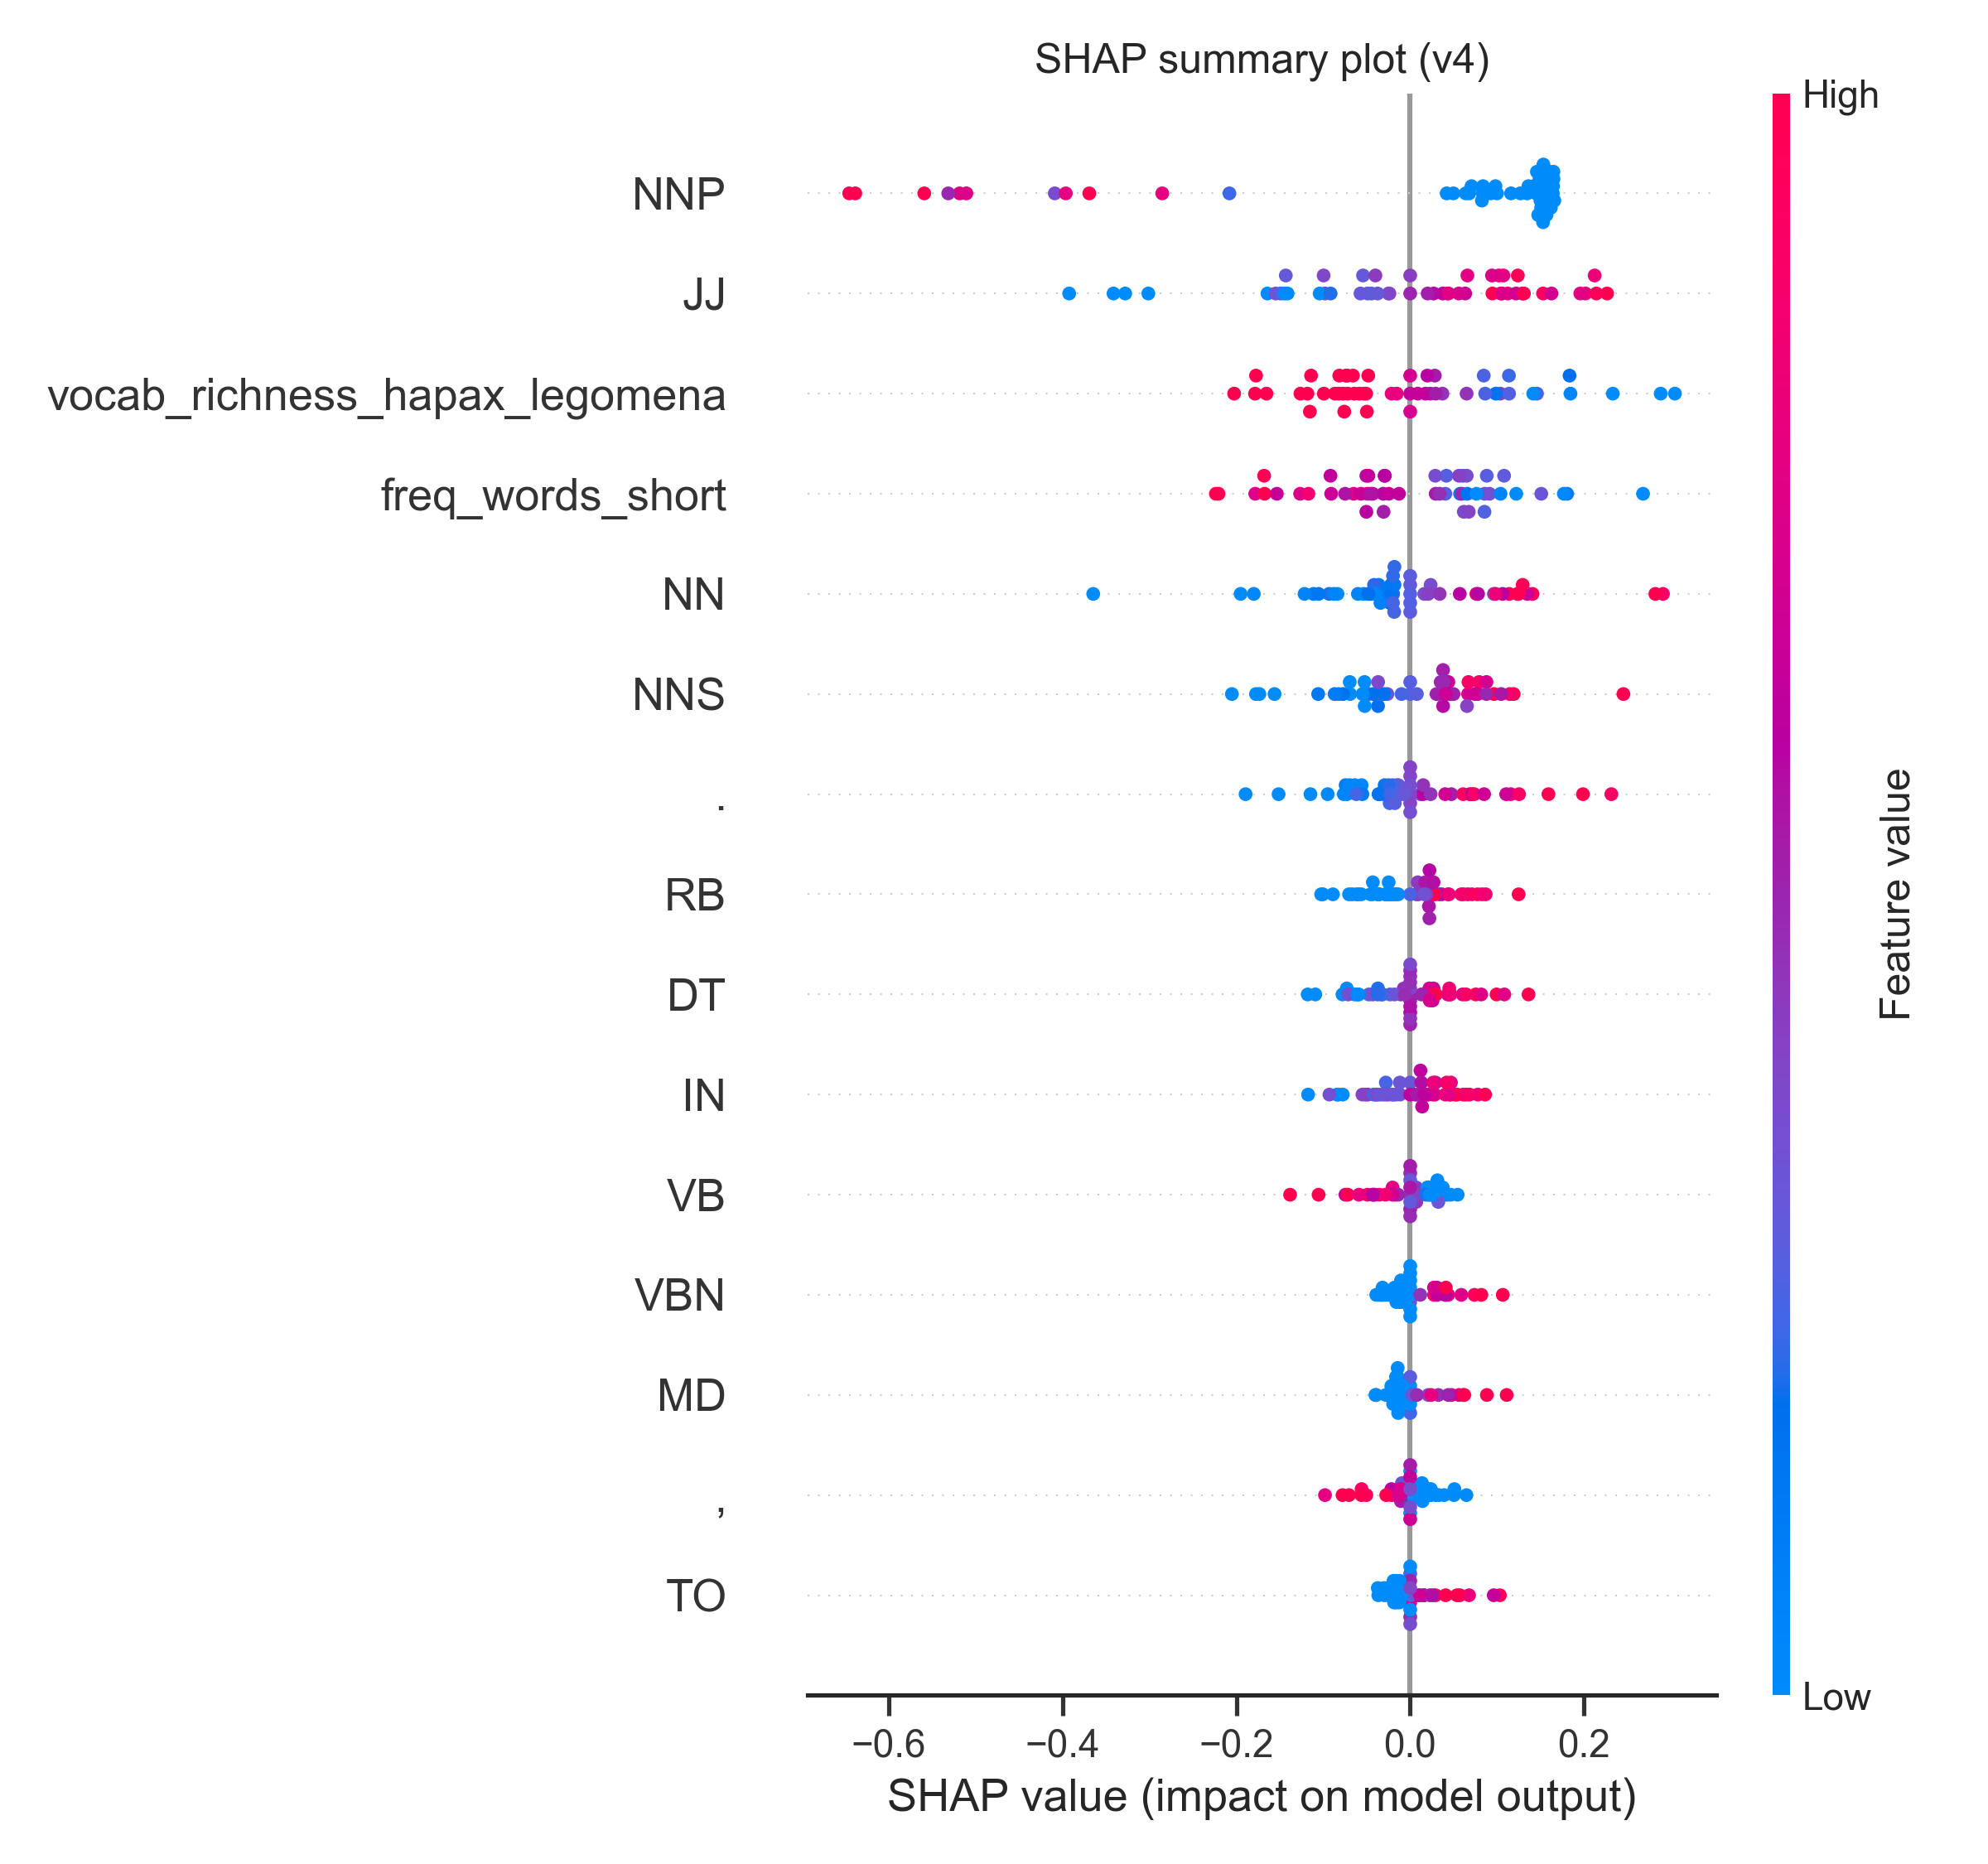 SHAP summary plot (v4)
High
NNP
JJ
vocab_richness_hapax_legomena
freq_words_short
NN
NNS
.
RB
DT
IN
VB
VBN
MD
,
TO
Feature value
Low
−0.6 −0.4 −0.2 0.0 0.2
SHAP value (impact on model output)